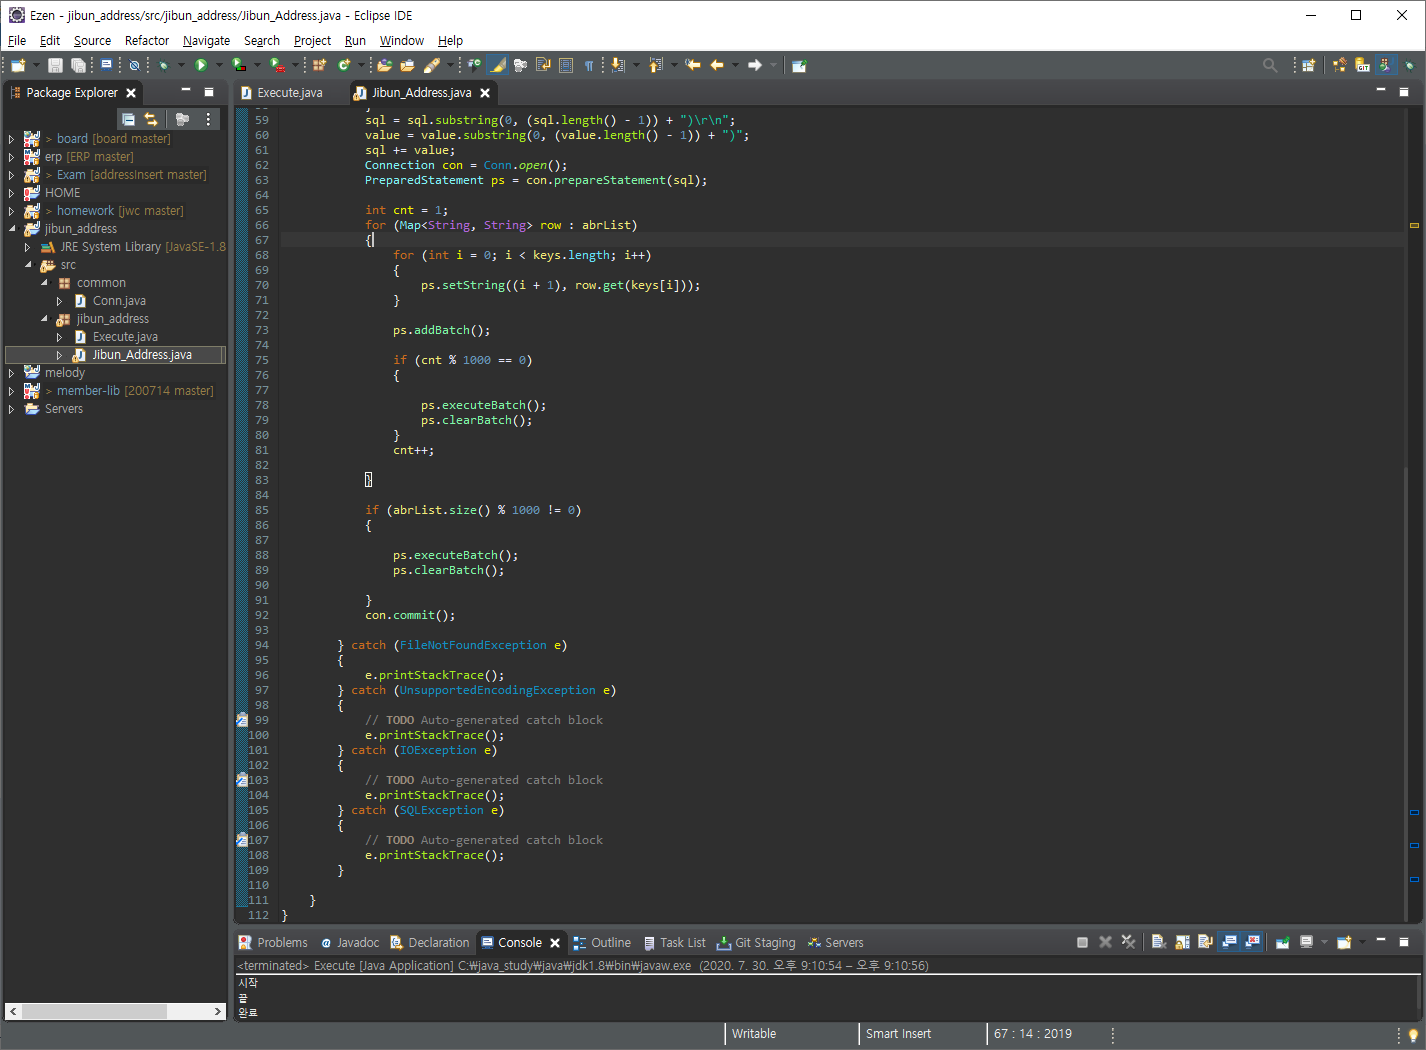 Ezen - jibun_address/src/jibun_address/Jibun_Address.java - Eclipse IDE
File Edit Source Refactor Navigate Search Project Run Window Help
Package Explorer
> board [board master]
erp [ERP master]
> Exam [addressInsert master]
HOME
> homework [jwc master]
jibun_address
JRE System Library [JavaSE-1.8
src
common
Conn.java
jibun_address
Execute.java
Jibun_Address.java
melody
> member-lib [200714 master]
Servers
Execute.java Jibun_Address.java
59 sql = sql.substring(0, (sql.length() - 1)) + ")\r\n";
60 value = value.substring(0, (value.length() - 1)) + ")";
61 sql += value;
62 Connection con = Conn.open();
63 PreparedStatement ps = con.prepareStatement(sql);
64
65 int cnt = 1;
66 for (Map<String, String> row : abrList)
67 {
68 for (int i = 0; i < keys.length; i++)
69 {
70 ps.setString((i + 1), row.get(keys[i]));
71 }
72
73 ps.addBatch();
74
75 if (cnt % 1000 == 0)
76 {
77
78 ps.executeBatch();
79 ps.clearBatch();
80 }
81 cnt++;
82
83 }
84
85 if (abrList.size() % 1000 != 0)
86 {
87
88 ps.executeBatch();
89 ps.clearBatch();
90
91 }
92 con.commit();
93
94 } catch (FileNotFoundException e)
95 {
96 e.printStackTrace();
97 } catch (UnsupportedEncodingException e)
98 {
99 // TODO Auto-generated catch block
100 e.printStackTrace();
101 } catch (IOException e)
102 {
103 // TODO Auto-generated catch block
104 e.printStackTrace();
105 } catch (SQLException e)
106 {
107 // TODO Auto-generated catch block
108 e.printStackTrace();
109 }
110
111 }
112 }
Problems Javadoc Declaration Console Outline Task List Git Staging Servers
<terminated> Execute [Java Application] C:₩java_study₩java₩jdk1.8₩bin₩javaw.exe (2020. 7. 30. 오후 9:10:54 – 오후 9:10:56)
시작
끝
완료
Writable Smart Insert 67 : 14 : 2019